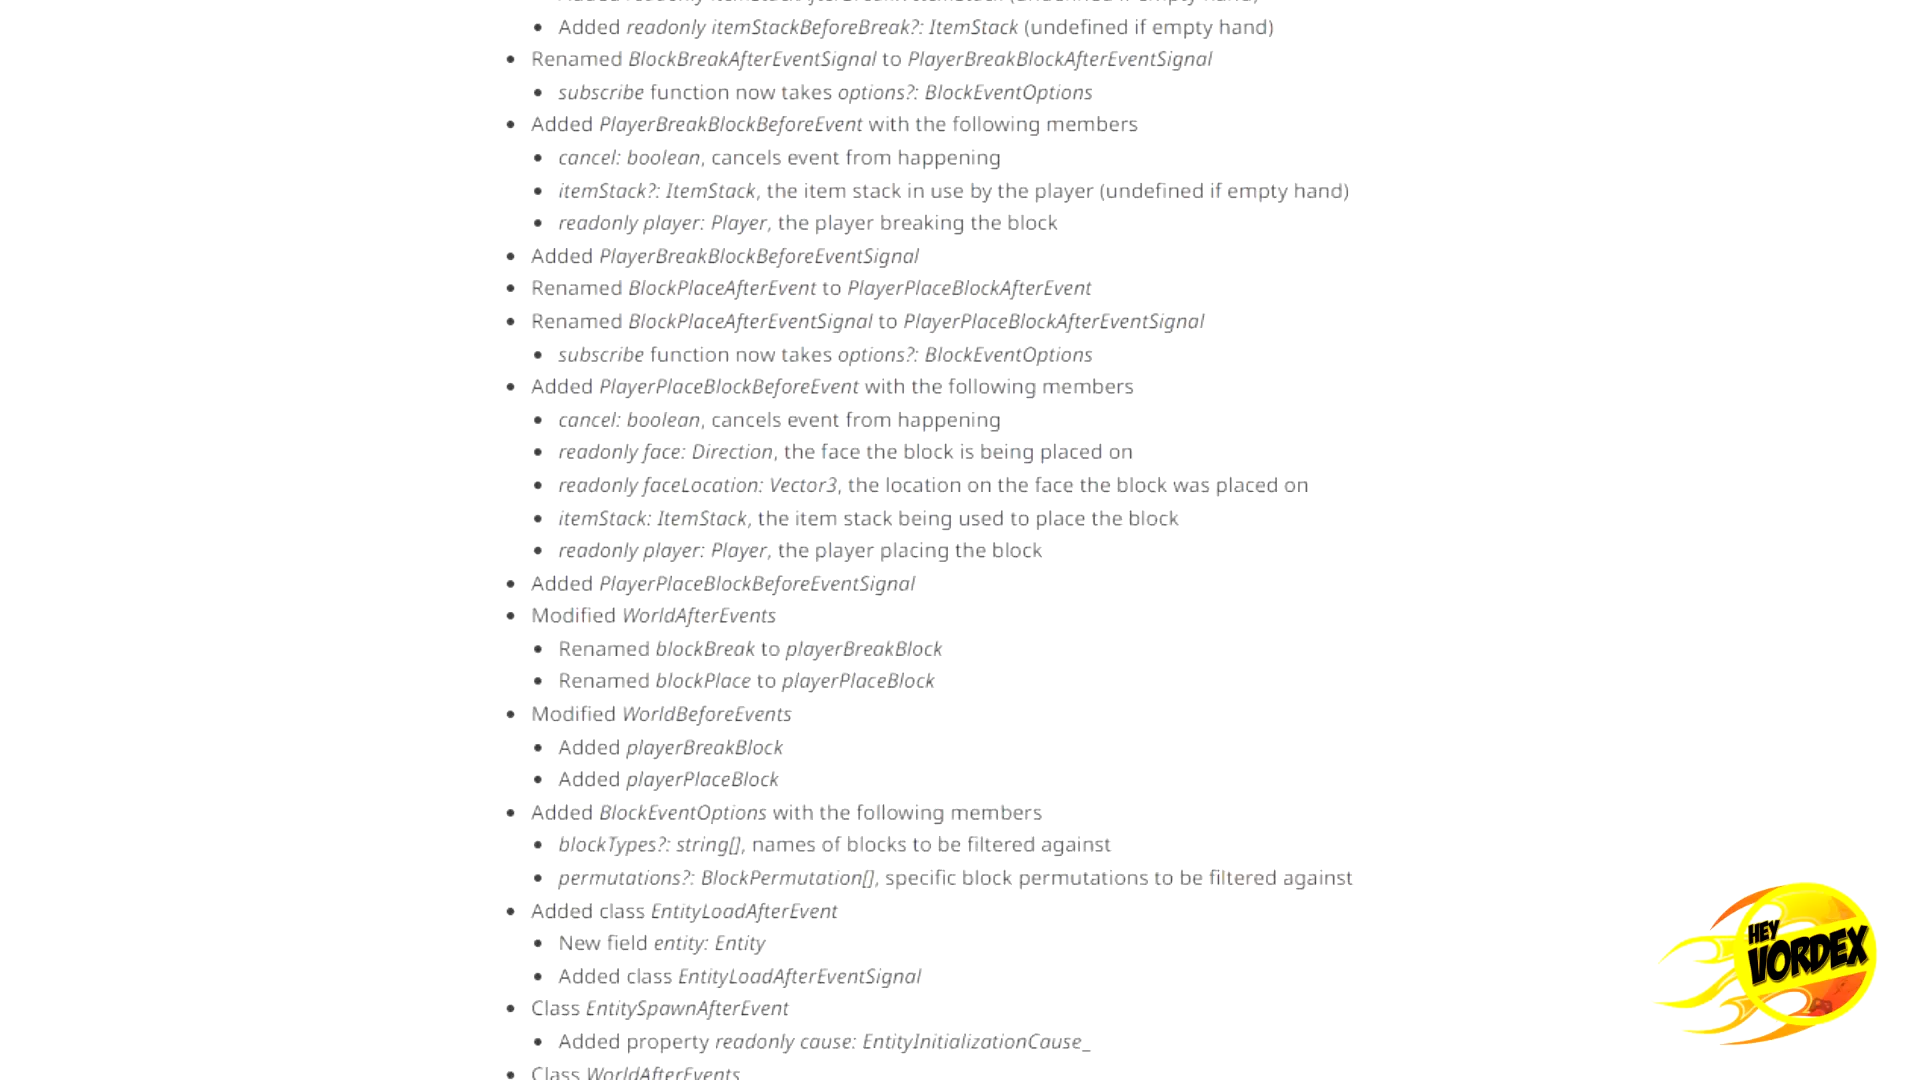 Added readonly itemStackAfterBreak?: ItemStack (undefined if empty hand)
Added readonly itemStackBeforeBreak?: ItemStack (undefined if empty hand)
Renamed BlockBreakAfterEventSignal to PlayerBreakBlockAfterEventSignal
subscribe function now takes options?: BlockEventOptions
Added PlayerBreakBlockBeforeEvent with the following members
cancel: boolean, cancels event from happening
itemStack?: ItemStack, the item stack in use by the player (undefined if empty hand)
readonly player: Player, the player breaking the block
Added PlayerBreakBlockBeforeEventSignal
Renamed BlockPlaceAfterEvent to PlayerPlaceBlockAfterEvent
Renamed BlockPlaceAfterEventSignal to PlayerPlaceBlockAfterEventSignal
subscribe function now takes options?: BlockEventOptions
Added PlayerPlaceBlockBeforeEvent with the following members
cancel: boolean, cancels event from happening
readonly face: Direction, the face the block is being placed on
readonly faceLocation: Vector3, the location on the face the block was placed on
itemStack: ItemStack, the item stack being used to place the block
readonly player: Player, the player placing the block
Added PlayerPlaceBlockBeforeEventSignal
Modified WorldAfterEvents
Renamed blockBreak to playerBreakBlock
Renamed blockPlace to playerPlaceBlock
Modified WorldBeforeEvents
Added playerBreakBlock
Added playerPlaceBlock
Added BlockEventOptions with the following members
blockTypes?: string[], names of blocks to be filtered against
permutations?: BlockPermutation[], specific block permutations to be filtered against
Added class EntityLoadAfterEvent
New field entity: Entity
Added class EntityLoadAfterEventSignal
Class EntitySpawnAfterEvent
Added property readonly cause: EntityInitializationCause_
Class WorldAfterEvents
HEY
VORDEX